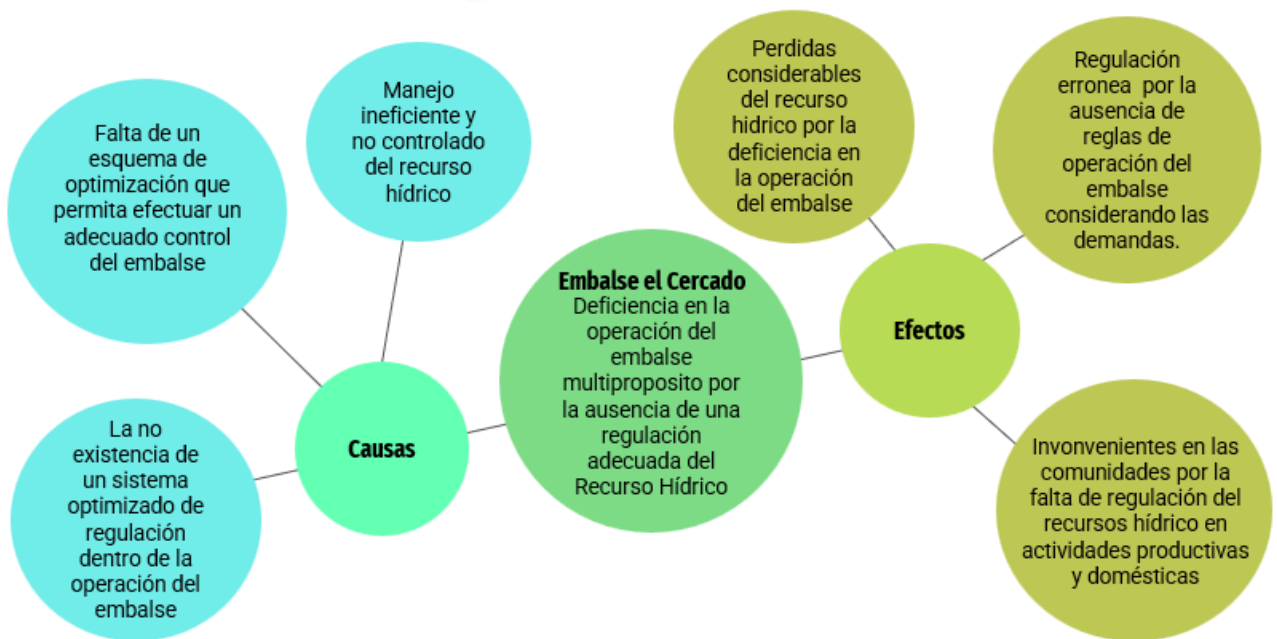 Falta de un
esquema de
optimización que
permita efectuar un
adecuado control
del embalse
Manejo
ineficiente y
no controlado
del recurso
hídrico
La no
existencia de
un sistema
optimizado de
regulación
dentro de la
operación del
embalse
Causas
Embalse el Cercado
Deficiencia en la
operación del
embalse
multiproposito por
la ausencia de una
regulación
adecuada del
Recurso Hídrico
Efectos
Perdidas
considerables
del recurso
hidrico por la
deficiencia en
la operación
del embalse
Regulación
erronea por la
ausencia de
reglas de
operación del
embalse
considerando las
demandas.
Invonvenientes en las
comunidades por la
falta de regulación del
recursos hídrico en
actividades productivas
y domésticas